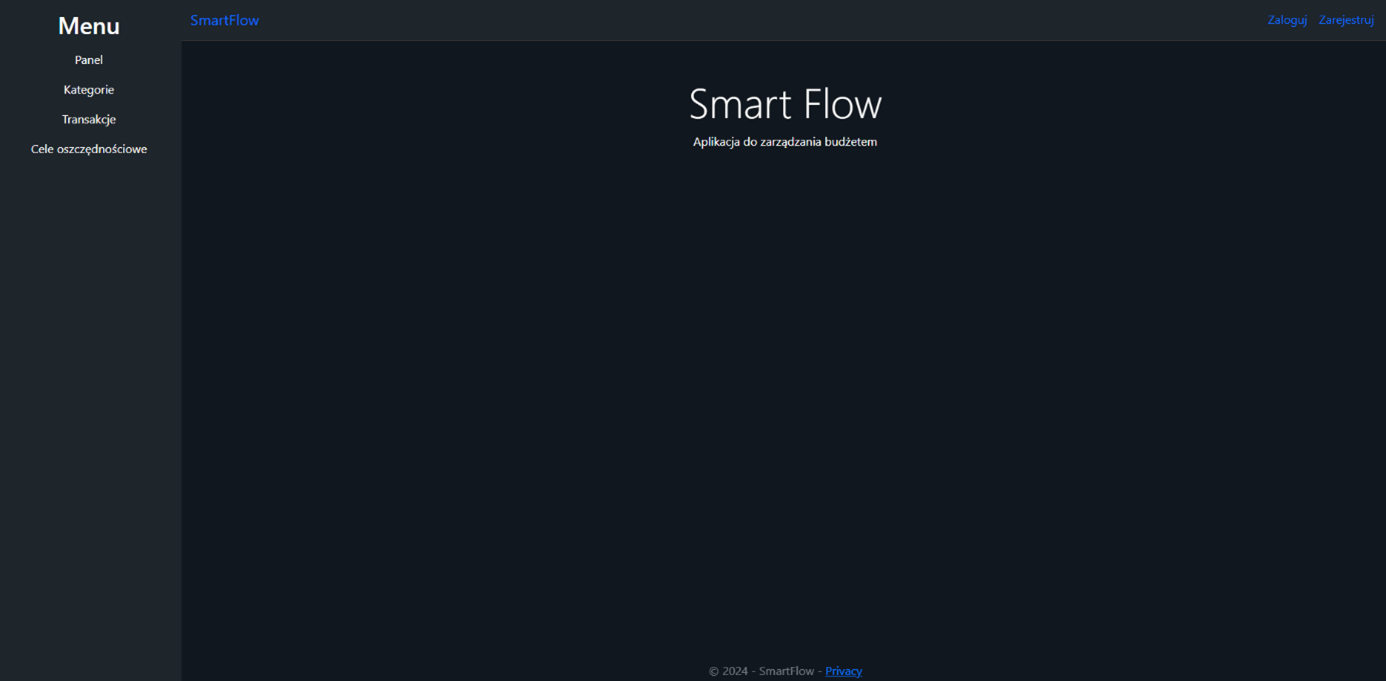 Menu
Panel
Kategorie
Transakcje
Cele oszczędnościowe
SmartFlow
Zaloguj Zarejestruj
Smart Flow
Aplikacja do zarządzania budżetem
© 2024 - SmartFlow - Privacy